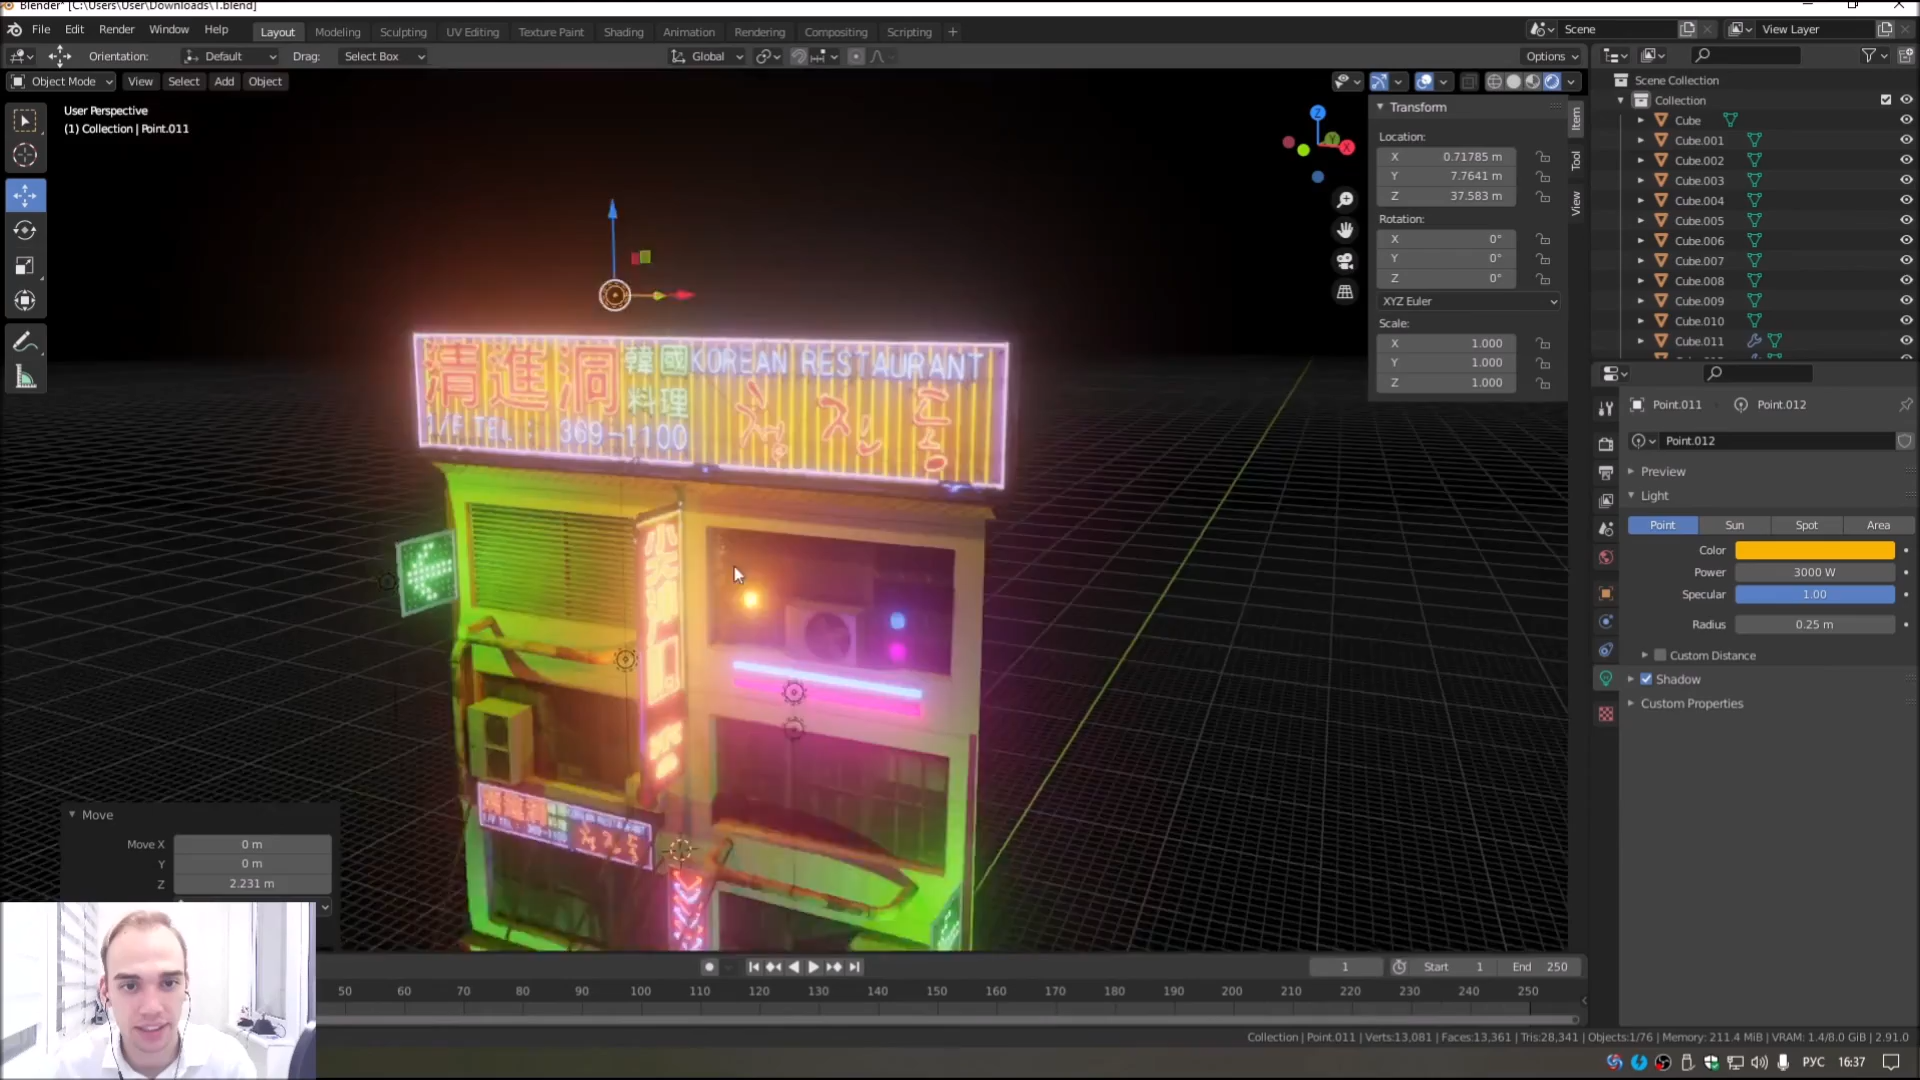 Blender* [C:\Users\User\Downloads\1.blend]
File Edit Render Window Help Layout Modeling Sculpting UV Editing Texture Paint Shading Animation Rendering Compositing Scripting + Scene View Layer
Orientation: Default Drag: Select Box Global Options
Object Mode View Select Add Object
User Perspective
(1) Collection | Point.011
Z
Y
X
Transform
Location:
X 0.71785 m
Y 7.7641 m
Z 37.583 m
Rotation:
X 0°
Y 0°
Z 0°
XYZ Euler
Scale:
X 1.000
Y 1.000
Z 1.000
Item
Tool
View
Scene Collection
Collection
Cube
Cube.001
Cube.002
Cube.003
Cube.004
Cube.005
Cube.006
Cube.007
Cube.008
Cube.009
Cube.010
Cube.011
Point.011 Point.012
Point.012
Preview
Light
Point Sun Spot Area
Color
Power 3000 W
Specular 1.00
Radius 0.25 m
Custom Distance
Shadow
Custom Properties
清進洞 韓國 KOREAN RESTAURANT
料理 청진동
1/F TEL : 369-1100
Move
Move X 0 m
Y 0 m
Z 2.231 m
1 Start 1 End 250
50 60 70 80 90 100 110 120 130 140 150 160 170 180 190 200 210 220 230 240 250
Collection | Point.011 | Verts:13,081 | Faces:13,361 | Tris:28,341 | Objects:1/76 | Memory: 211.4 MiB | VRAM: 1.4/8.0 GiB | 2.91.0
РУС 16:37